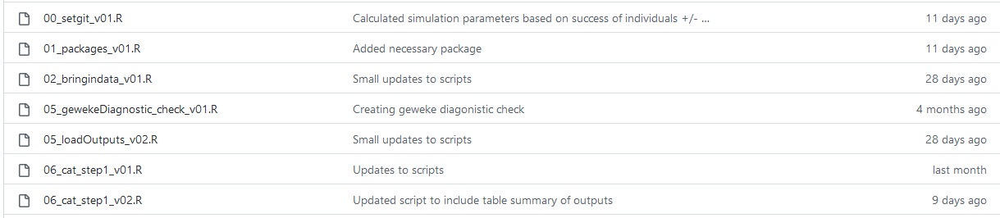 00_setgit_v01.R Calculated simulation parameters based on success of individuals +/- ... 11 days ago
01_packages_v01.R Added necessary package 11 days ago
02_bringindata_v01.R Small updates to scripts 28 days ago
05_gewekeDiagnostic_check_v01.R Creating geweke diagonistic check 4 months ago
05_loadOutputs_v02.R Small updates to scripts 28 days ago
06_cat_step1_v01.R Updates to scripts last month
06_cat_step1_v02.R Updated script to include table summary of outputs 9 days ago